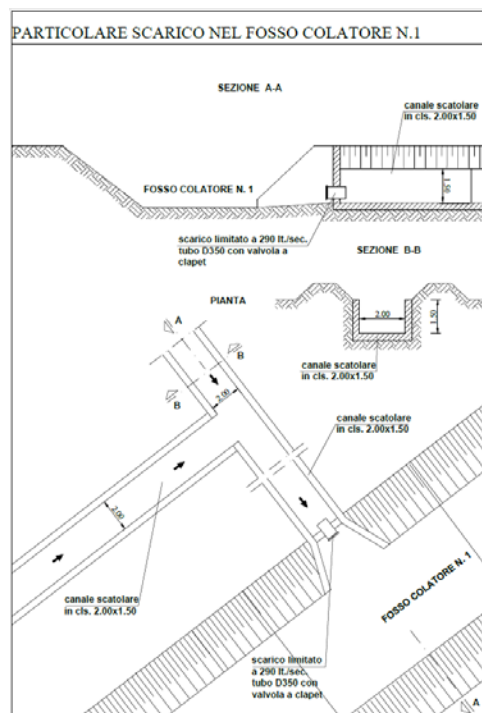 PARTICOLARE SCARICO NEL FOSSO COLATORE N.1
SEZIONE A-A
canale scatolare
in cls. 2.00x1.50
FOSSO COLATORE N. 1
1.50
scarico limitato a 290 lt./sec.
tubo D350 con valvola a
clapet
SEZIONE B-B
PIANTA
2.00
1.50
A
B
canale scatolare
in cls. 2.00x1.50
B
2.00
canale scatolare
in cls. 2.00x1.50
2.00
FOSSO COLATORE N. 1
canale scatolare
in cls. 2.00x1.50
scarico limitato
a 290 lt./sec.
tubo D350 con
valvola a clapet
A